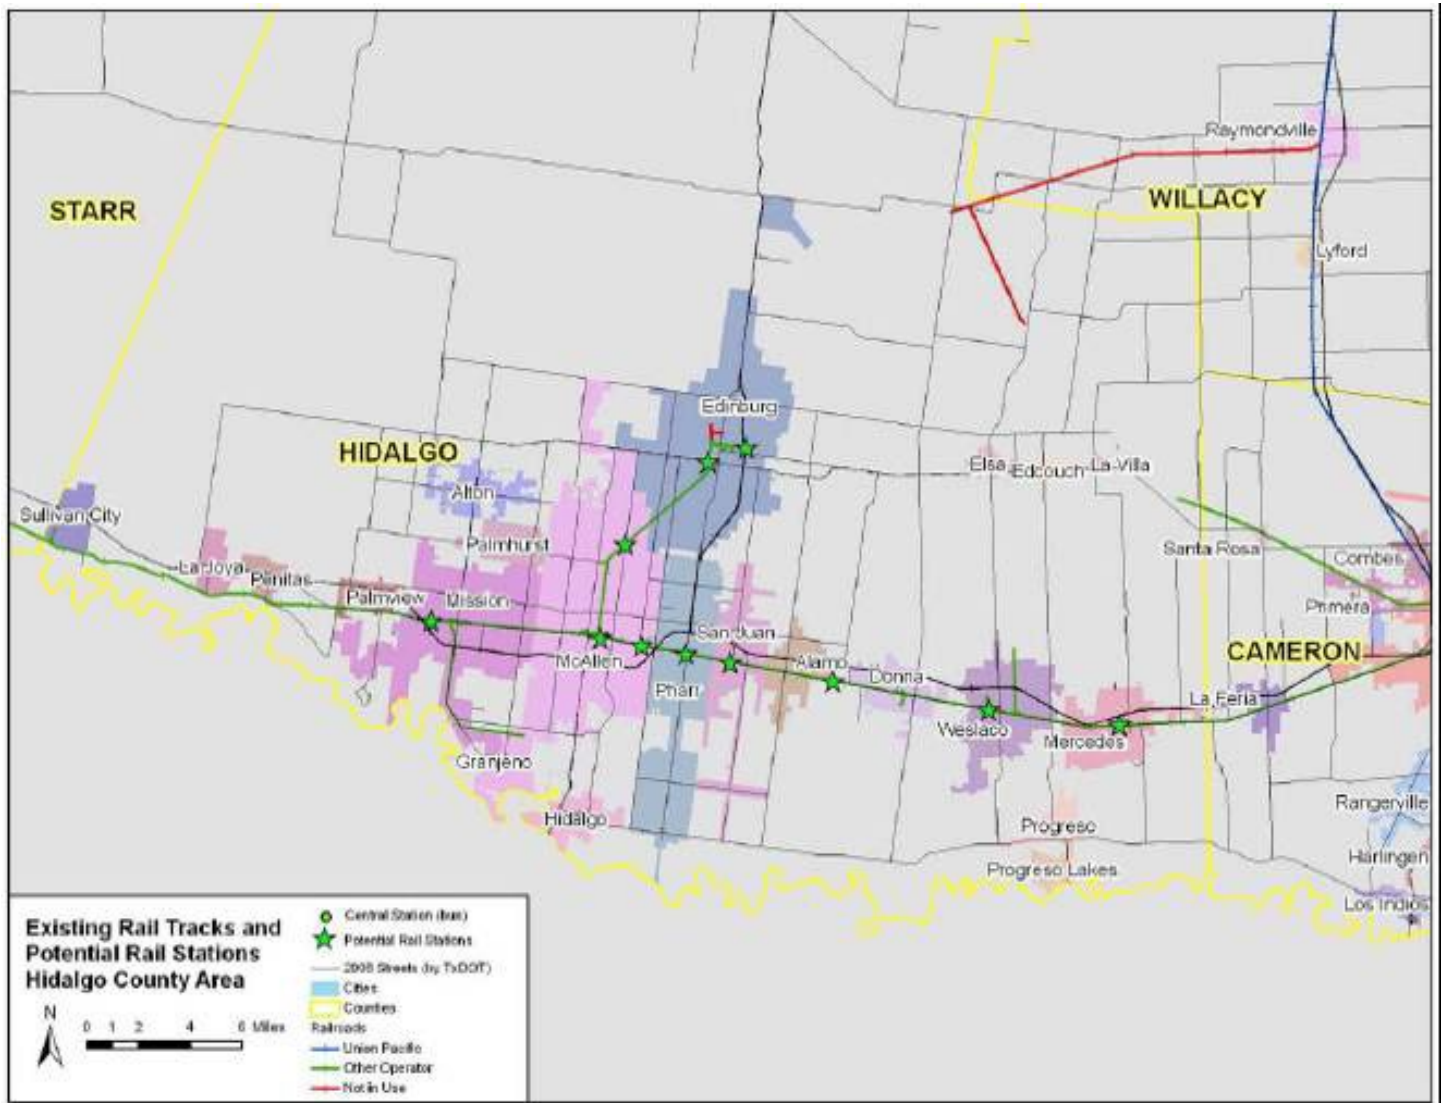 Raymondville
STARR
WILLACY
Lyford
Edinburg
HIDALGO
Elsa
Edcouch
La Villa
Alton
Sullivan City
Palmhurst
Santa Rosa
Combes
La Joya
Penitas
Palmview
Mission
Primera
San Juan
McAllen
Alamo
CAMERON
Donna
Pharr
La Feria
Weslaco
Mercedes
Granjeno
Rangerville
Hidalgo
Progreso
Harlingen
Progreso Lakes
Los Indios
Existing Rail Tracks and
Potential Rail Stations
Hidalgo County Area
N
0 1 2 4 6 Miles
Central Station (bus)
Potential Rail Stations
2008 Streets (by TxDOT)
Cities
Counties
Railroads
Union Pacific
Other Operator
Not in Use